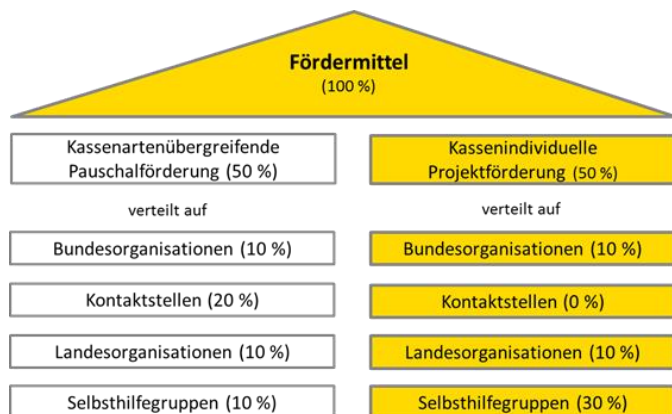 Fördermittel
(100 %)
Kassenartenübergreifende
Pauschalförderung (50 %)
verteilt auf
Bundesorganisationen (10 %)
Kontaktstellen (20 %)
Landesorganisationen (10 %)
Selbsthilfegruppen (10 %)
Kassenindividuelle
Projektförderung (50 %)
verteilt auf
Bundesorganisationen (10 %)
Kontaktstellen (0 %)
Landesorganisationen (10 %)
Selbsthilfegruppen (30 %)